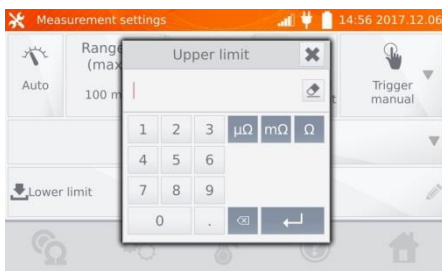 Measurement settings 14:56 2017.12.06
Upper limit
Auto
Range
(max
100 m
Trigger
manual
1 2 3 μΩ mΩ Ω
4 5 6
7 8 9
0 .
Lower limit